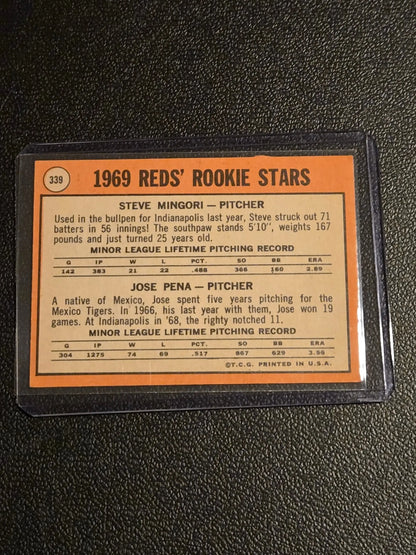 339
1969 REDS' ROOKIE STARS
STEVE MINGORI — PITCHER
Used in the bullpen for Indianapolis last year, Steve struck out 71
batters in 56 innings! The southpaw stands 5'10", weights 167
pounds and just turned 25 years old.
MINOR LEAGUE LIFETIME PITCHING RECORD
G IP W L PCT. SO BB ERA
142 383 21 22 .488 366 160 2.89
JOSE PENA — PITCHER
A native of Mexico, Jose spent five years pitching for the
Mexico Tigers. In 1966, his last year with them, Jose won 19
games. At Indianapolis in '68, the righty notched 11.
MINOR LEAGUE LIFETIME PITCHING RECORD
G IP W L PCT. SO BB ERA
304 1275 74 69 .517 867 629 3.56
©T.C.G. PRINTED IN U.S.A.